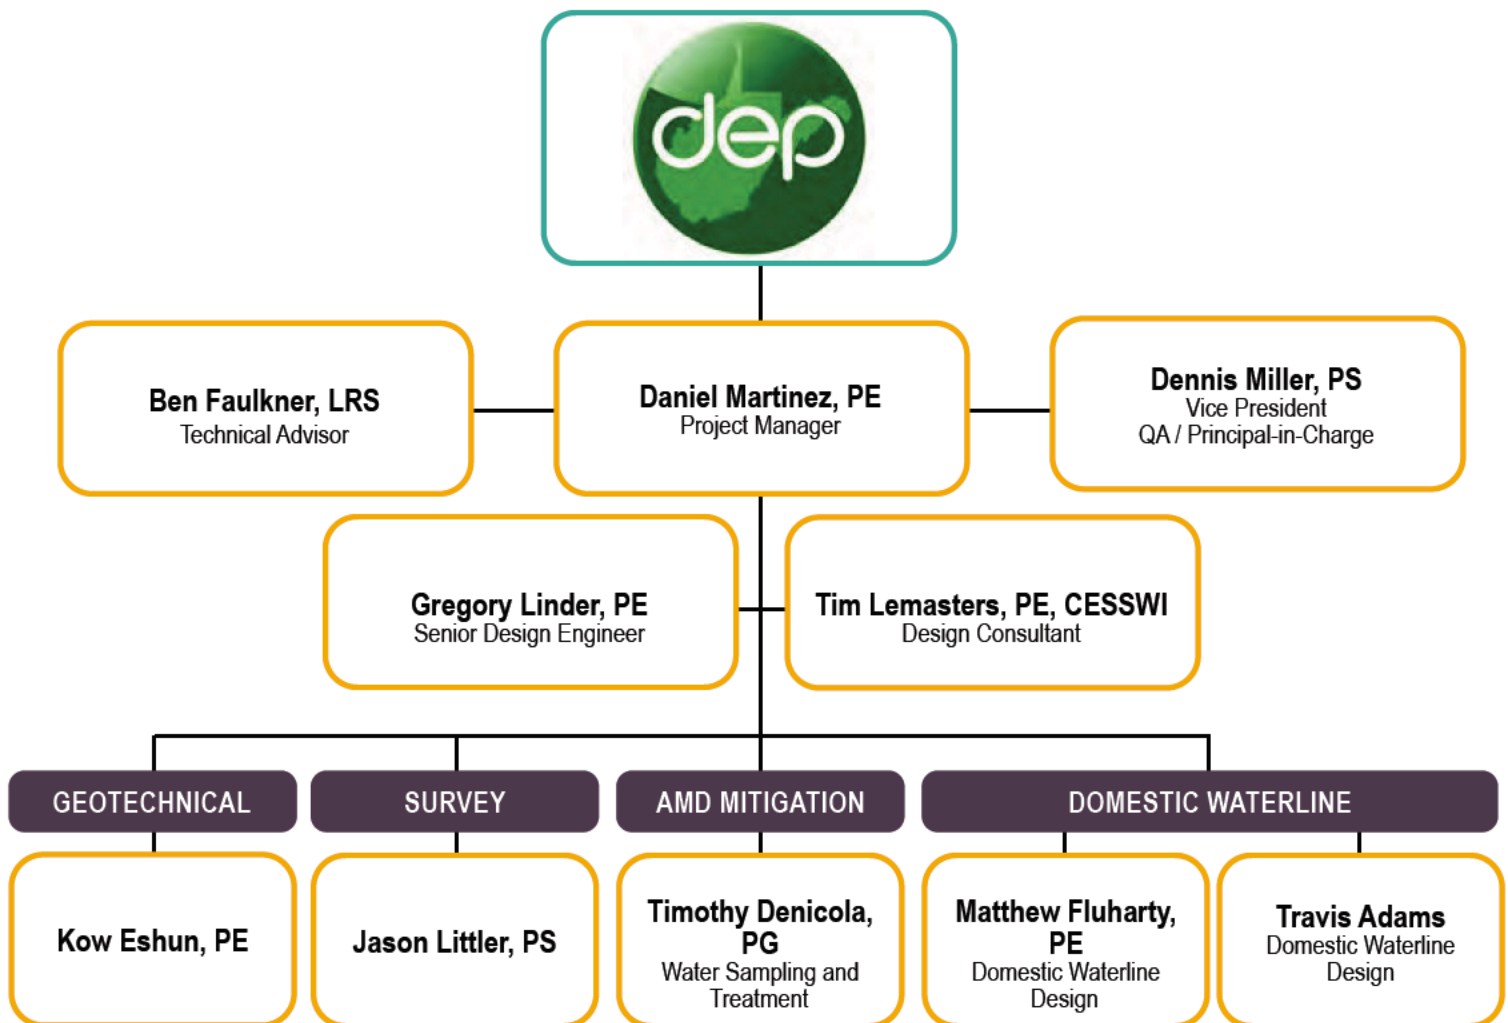 dep
Ben Faulkner, LRS
Technical Advisor
Daniel Martinez, PE
Project Manager
Dennis Miller, PS
Vice President
QA / Principal-in-Charge
Gregory Linder, PE
Senior Design Engineer
Tim Lemasters, PE, CESSWI
Design Consultant
GEOTECHNICAL
SURVEY
AMD MITIGATION
DOMESTIC WATERLINE
Kow Eshun, PE
Jason Littler, PS
Timothy Denicola,
PG
Water Sampling and
Treatment
Matthew Fluharty,
PE
Domestic Waterline
Design
Travis Adams
Domestic Waterline
Design